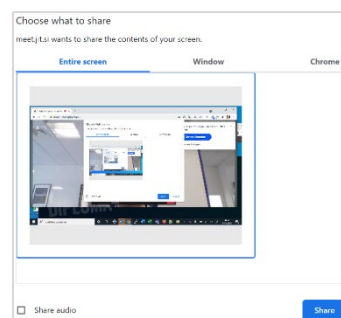 Choose what to share
meet.jit.si wants to share the contents of your screen.
Entire screen Window Chrome
Share audio Share